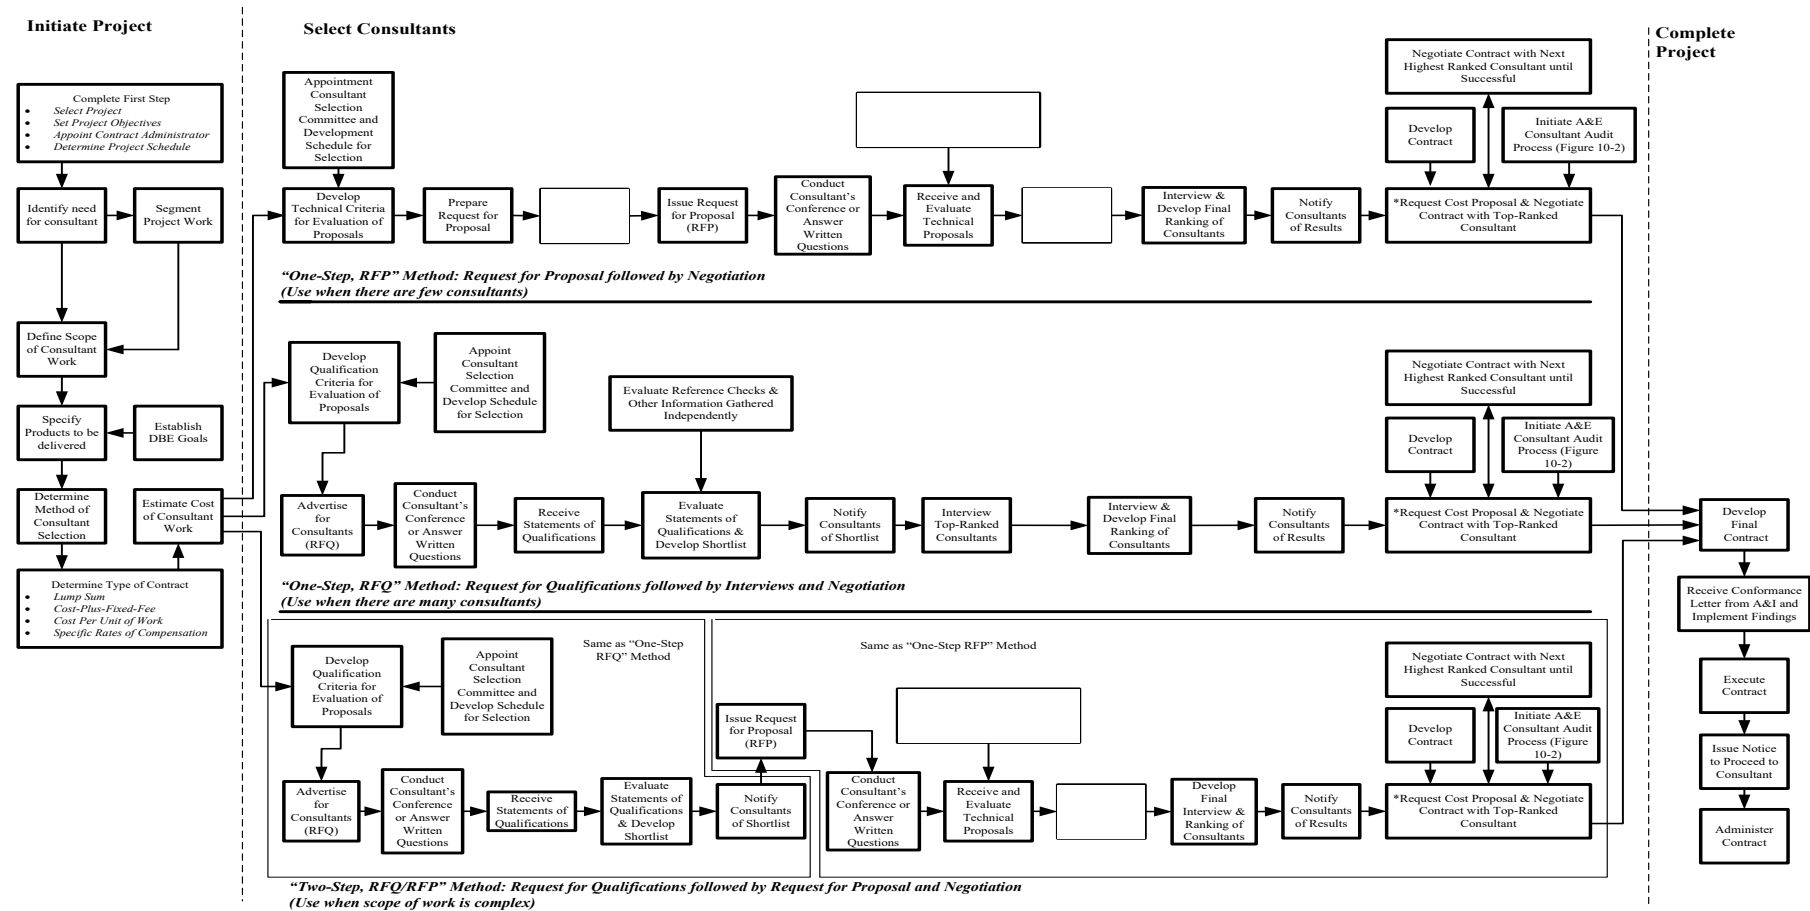 Initiate Project
Select Consultants
Complete
Project
Complete First Step
• Select Project
• Set Project Objectives
• Appoint Contract Administrator
• Determine Project Schedule
Identify need
for consultant
Segment
Project Work
Define Scope
of Consultant
Work
Specify
Products to be
delivered
Establish
DBE Goals
Determine
Method of
Consultant
Selection
Estimate Cost
of Consultant
Work
Determine Type of Contract
• Lump Sum
• Cost-Plus-Fixed-Fee
• Cost Per Unit of Work
• Specific Rates of Compensation
Appointment
Consultant
Selection
Committee and
Development
Schedule for
Selection
Develop
Technical Criteria
for Evaluation of
Proposals
Prepare
Request for
Proposal
Issue Request
for Proposal
(RFP)
Conduct
Consultant’s
Conference or
Answer
Written
Questions
Receive and
Evaluate
Technical
Proposals
Interview &
Develop Final
Ranking of
Consultants
Notify
Consultants
of Results
Negotiate Contract with Next
Highest Ranked Consultant until
Successful
Develop
Contract
Initiate A&E
Consultant Audit
Process (Figure 10-2)
*Request Cost Proposal & Negotiate
Contract with Top-Ranked
Consultant
“One-Step, RFP” Method: Request for Proposal followed by Negotiation
(Use when there are few consultants)
Develop
Qualification
Criteria for
Evaluation of
Proposals
Appoint
Consultant
Selection
Committee and
Develop Schedule
for Selection
Evaluate Reference Checks &
Other Information Gathered
Independently
Advertise
for
Consultants
(RFQ)
Conduct
Consultant’s
Conference
or Answer
Written
Questions
Receive
Statements of
Qualifications
Evaluate
Statements of
Qualifications &
Develop Shortlist
Notify
Consultants
of Shortlist
Interview
Top-Ranked
Consultants
Interview &
Develop Final
Ranking of
Consultants
Notify
Consultants
of Results
Negotiate Contract with Next
Highest Ranked Consultant until
Successful
Develop
Contract
Initiate A&E
Consultant Audit
Process (Figure
10-2)
*Request Cost Proposal & Negotiate
Contract with Top-Ranked
Consultant
“One-Step, RFQ” Method: Request for Qualifications followed by Interviews and Negotiation
(Use when there are many consultants)
Same as “One-Step
RFQ” Method
Same as “One-Step RFP” Method
Develop
Qualification
Criteria for
Evaluation of
Proposals
Appoint
Consultant
Selection
Committee and
Develop Schedule
for Selection
Advertise
for
Consultants
(RFQ)
Conduct
Consultant’s
Conference
or Answer
Written
Questions
Receive
Statements of
Qualifications
Evaluate
Statements of
Qualifications
& Develop
Shortlist
Notify
Consultants
of Shortlist
Issue Request
for Proposal
(RFP)
Conduct
Consultant’s
Conference or
Answer
Written
Questions
Receive and
Evaluate
Technical
Proposals
Develop
Final
Interview &
Ranking of
Consultants
Notify
Consultants
of Results
Negotiate Contract with Next
Highest Ranked Consultant until
Successful
Develop
Contract
Initiate A&E
Consultant Audit
Process (Figure
10-2)
*Request Cost Proposal & Negotiate
Contract with Top-Ranked
Consultant
“Two-Step, RFQ/RFP” Method: Request for Qualifications followed by Request for Proposal and Negotiation
(Use when scope of work is complex)
Develop
Final
Contract
Receive Conformance
Letter from A&I and
Implement Findings
Execute
Contract
Issue Notice
to Proceed to
Consultant
Administer
Contract